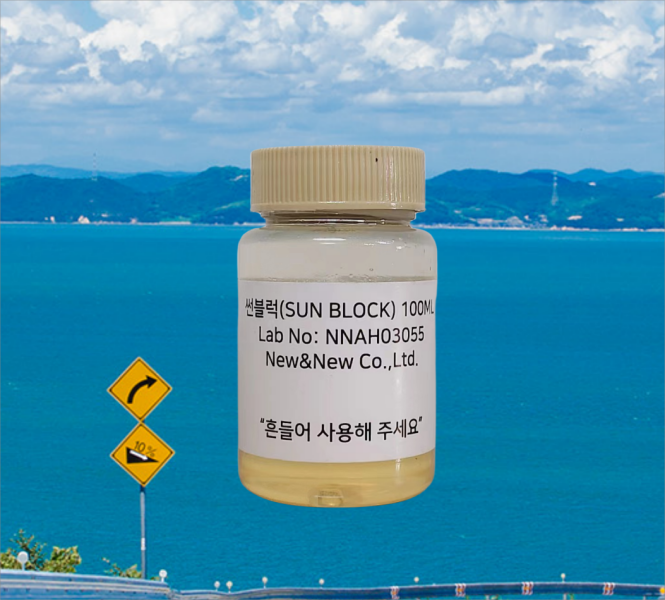 썬블럭(SUN BLOCK) 100ML
Lab No: NNAH03055
New&New Co.,Ltd.
“흔들어 사용해 주세요”
10%